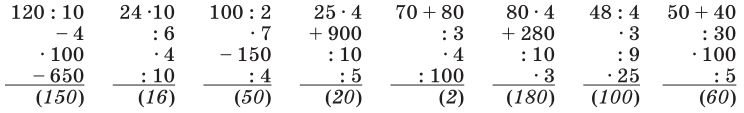 120 : 10 24 · 10 100 : 2 25 · 4 70 + 80 80 · 4 48 : 4 50 + 40
– 4 : 6 · 7 + 900 : 3 + 280 · 3 : 30
· 100 · 4 – 150 : 10 · 4 : 10 : 9 · 100
– 650 : 10 : 4 : 5 : 100 · 3 · 25 : 5
(150) (16) (50) (20) (2) (180) (100) (60)